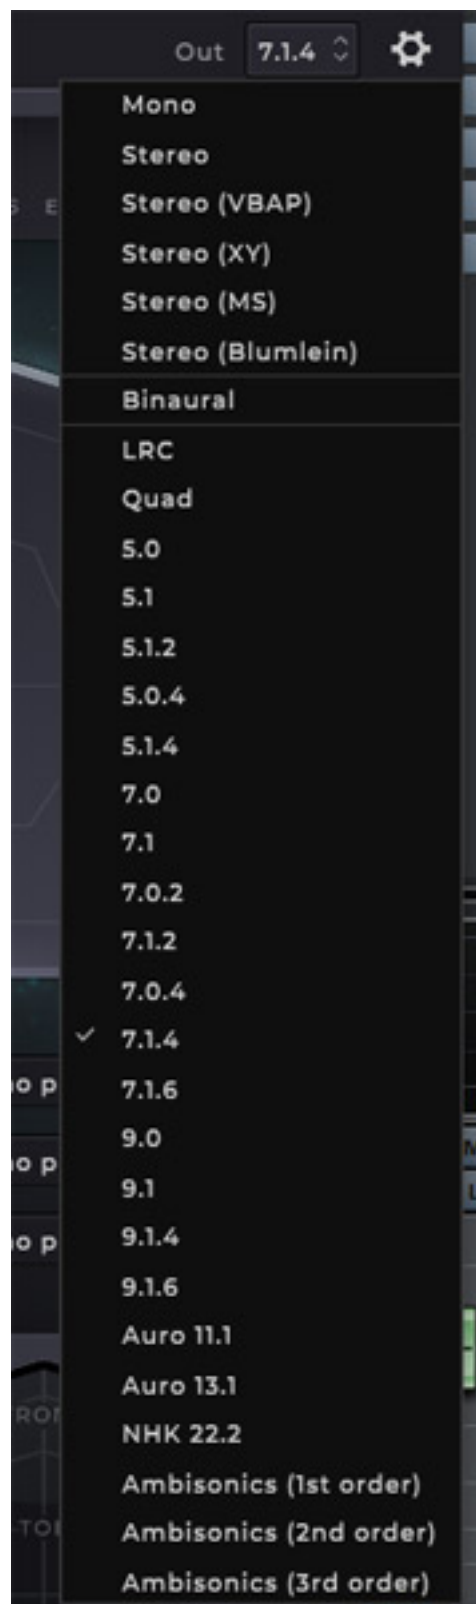 Out 7.1.4
Mono
Stereo
Stereo (VBAP)
Stereo (XY)
Stereo (MS)
Stereo (Blumlein)
Binaural
LRC
Quad
5.0
5.1
5.1.2
5.0.4
5.1.4
7.0
7.1
7.0.2
7.1.2
7.0.4
7.1.4
7.1.6
9.0
9.1
9.1.4
9.1.6
Auro 11.1
Auro 13.1
NHK 22.2
Ambisonics (1st order)
Ambisonics (2nd order)
Ambisonics (3rd order)